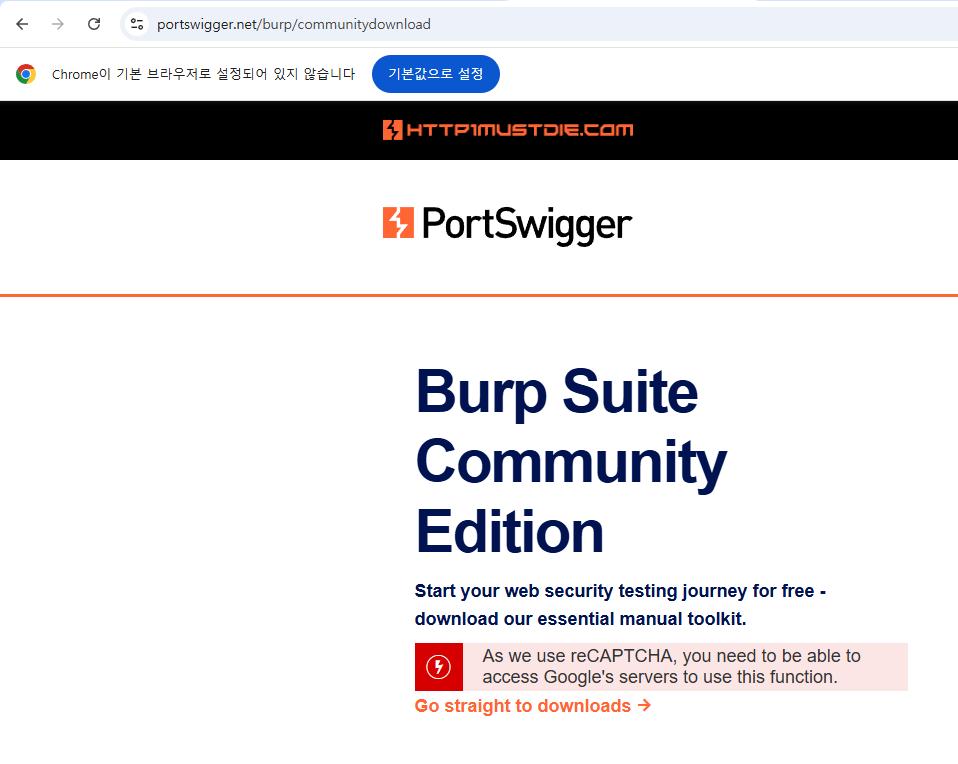 portswigger.net/burp/communitydownload
Chrome이 기본 브라우저로 설정되어 있지 않습니다 기본값으로 설정
HTTP1MUSTDIE.COM
PortSwigger
Burp Suite
Community
Edition
Start your web security testing journey for free -
download our essential manual toolkit.
As we use reCAPTCHA, you need to be able to
access Google's servers to use this function.
Go straight to downloads →